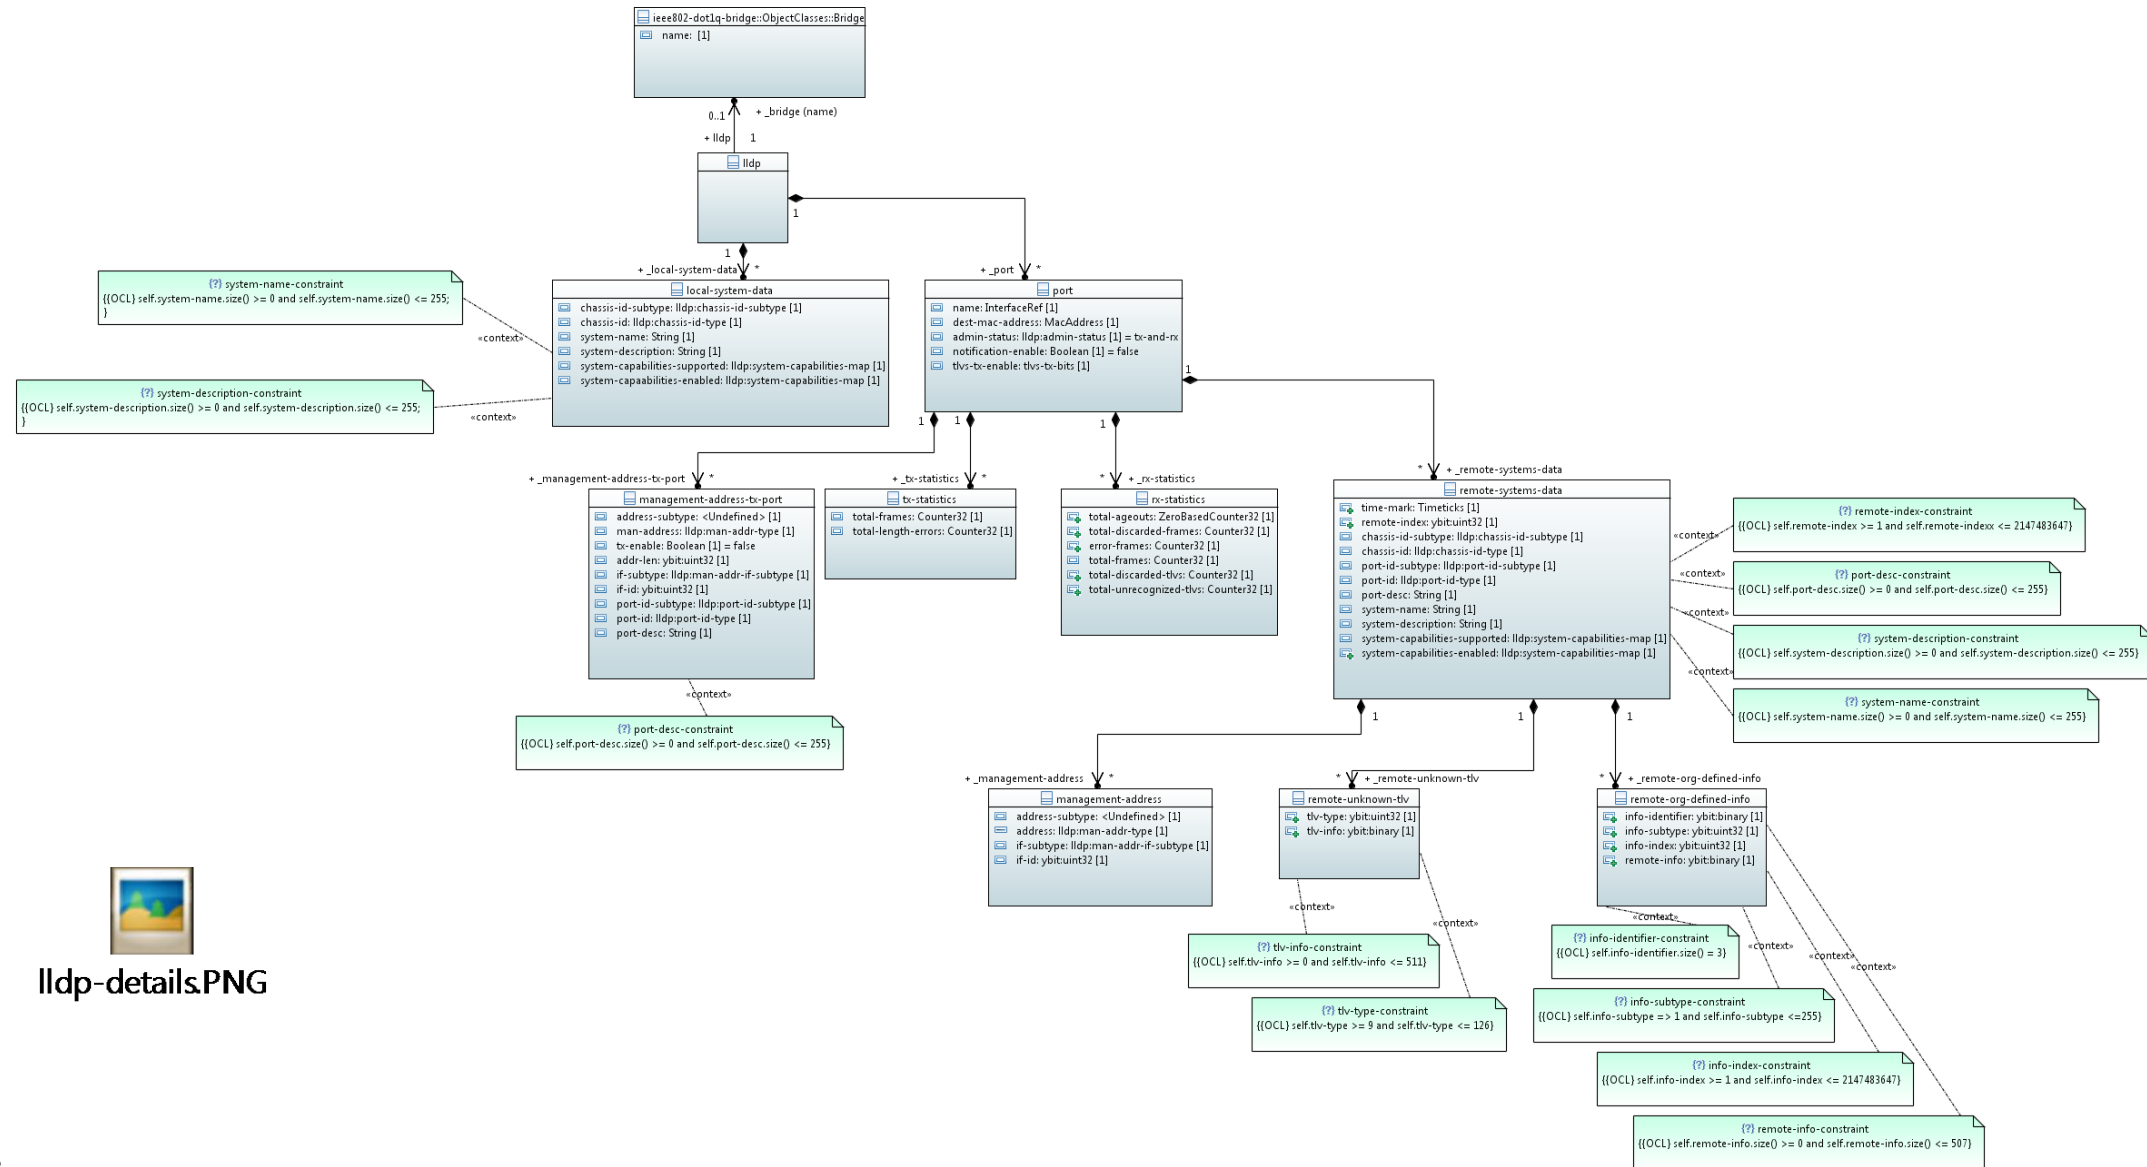 ieee802-dot1q-bridge::ObjectClasses::Bridge
name: [1]
0..1
+ _bridge (name)
+ lldp
1
lldp
1
1
+ _local-system-data
*
+ _port
*
{?} system-name-constraint
{{OCL} self.system-name.size() >= 0 and self.system-name.size() <= 255;
}
«context»
{?} system-description-constraint
{{OCL} self.system-description.size() >= 0 and self.system-description.size() <= 255;
}
«context»
local-system-data
chassis-id-subtype: lldp:chassis-id-subtype [1]
chassis-id: lldp:chassis-id-type [1]
system-name: String [1]
system-description: String [1]
system-capabilities-supported: lldp:system-capabilities-map [1]
system-capaabilities-enabled: lldp:system-capabilities-map [1]
port
name: InterfaceRef [1]
dest-mac-address: MacAddress [1]
admin-status: lldp:admin-status [1] = tx-and-rx
notification-enable: Boolean [1] = false
tlvs-tx-enable: tlvs-tx-bits [1]
1
1
1
1
+ _management-address-tx-port
*
+ _tx-statistics
*
*
+ _rx-statistics
*
+ _remote-systems-data
management-address-tx-port
address-subtype: <Undefined> [1]
man-address: lldp:man-addr-type [1]
tx-enable: Boolean [1] = false
addr-len: ybit:uint32 [1]
if-subtype: lldp:man-addr-if-subtype [1]
if-id: ybit:uint32 [1]
port-id-subtype: lldp:port-id-subtype [1]
port-id: lldp:port-id-type [1]
port-desc: String [1]
«context»
{?} port-desc-constraint
{{OCL} self.port-desc.size() >= 0 and self.port-desc.size() <= 255}
tx-statistics
total-frames: Counter32 [1]
total-length-errors: Counter32 [1]
rx-statistics
total-ageouts: ZeroBasedCounter32 [1]
total-discarded-frames: Counter32 [1]
error-frames: Counter32 [1]
total-frames: Counter32 [1]
total-discarded-tlvs: Counter32 [1]
total-unrecognized-tlvs: Counter32 [1]
remote-systems-data
time-mark: Timeticks [1]
remote-index: ybit:uint32 [1]
chassis-id-subtype: lldp:chassis-id-subtype [1]
chassis-id: lldp:chassis-id-type [1]
port-id-subtype: lldp:port-id-subtype [1]
port-id: lldp:port-id-type [1]
port-desc: String [1]
system-name: String [1]
system-description: String [1]
system-capabilities-supported: lldp:system-capabilities-map [1]
system-capabilities-enabled: lldp:system-capabilities-map [1]
«context»
{?} remote-index-constraint
{{OCL} self.remote-index >= 1 and self.remote-indexx <= 2147483647}
«context»
{?} port-desc-constraint
{{OCL} self.port-desc.size() >= 0 and self.port-desc.size() <= 255}
«context»
{?} system-description-constraint
{{OCL} self.system-description.size() >= 0 and self.system-description.size() <= 255}
«context»
{?} system-name-constraint
{{OCL} self.system-name.size() >= 0 and self.system-name.size() <= 255}
1
1
1
+ _management-address
*
*
+ _remote-unknown-tlv
*
+ _remote-org-defined-info
management-address
address-subtype: <Undefined> [1]
address: lldp:man-addr-type [1]
if-subtype: lldp:man-addr-if-subtype [1]
if-id: ybit:uint32 [1]
remote-unknown-tlv
tlv-type: ybit:uint32 [1]
tlv-info: ybit:binary [1]
remote-org-defined-info
info-identifier: ybit:binary [1]
info-subtype: ybit:uint32 [1]
info-index: ybit:uint32 [1]
remote-info: ybit:binary [1]
«context»
«context»
«context»
«context»
«context»
«context»
{?} tlv-info-constraint
{{OCL} self.tlv-info >= 0 and self.tlv-info <= 511}
{?} tlv-type-constraint
{{OCL} self.tlv-type >= 9 and self.tlv-type <= 126}
{?} info-identifier-constraint
{{OCL} self.info-identifier.size() = 3}
{?} info-subtype-constraint
{{OCL} self.info-subtype => 1 and self.info-subtype <=255}
{?} info-index-constraint
{{OCL} self.info-index >= 1 and self.info-index <= 2147483647}
{?} remote-info-constraint
{{OCL} self.remote-info.size() >= 0 and self.remote-info.size() <= 507}
lldp-details.PNG